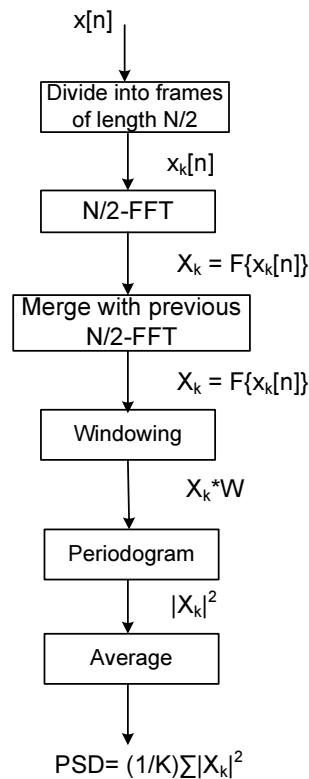 x[n]
Divide into frames
of length N/2
xₖ[n]
N/2-FFT
Xₖ = F{xₖ[n]}
Merge with previous
N/2-FFT
Xₖ = F{xₖ[n]}
Windowing
Xₖ*W
Periodogram
|Xₖ|²
Average
PSD= (1/K)∑|Xₖ|²